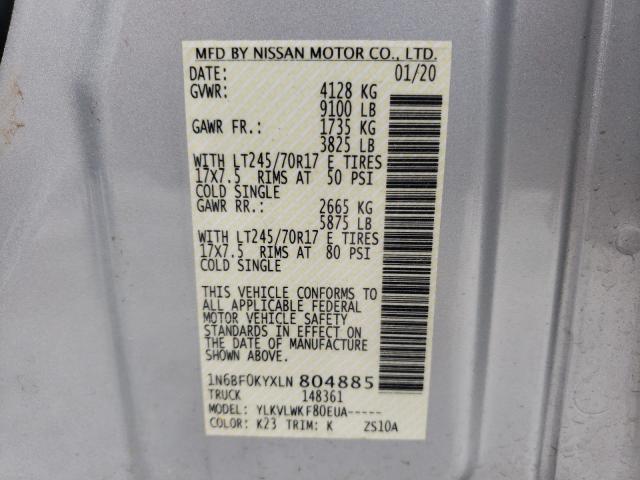 MFD BY NISSAN MOTOR CO., LTD.
DATE: 01/20
GVWR: 4128 KG
9100 LB
GAWR FR.: 1735 KG
3825 LB
WITH LT245/70R17 E TIRES
17X7.5 RIMS AT 50 PSI
COLD SINGLE
GAWR RR.: 2665 KG
5875 LB
WITH LT245/70R17 E TIRES
17X7.5 RIMS AT 80 PSI
COLD SINGLE
THIS VEHICLE CONFORMS TO
ALL APPLICABLE FEDERAL
MOTOR VEHICLE SAFETY
STANDARDS IN EFFECT ON
THE DATE OF MANUFACTURE
SHOWN ABOVE.
1N6BF0KYXLN 804885
TRUCK 148361
MODEL: YLKVLWKF80EUA-----
COLOR: K23 TRIM: K ZS10A